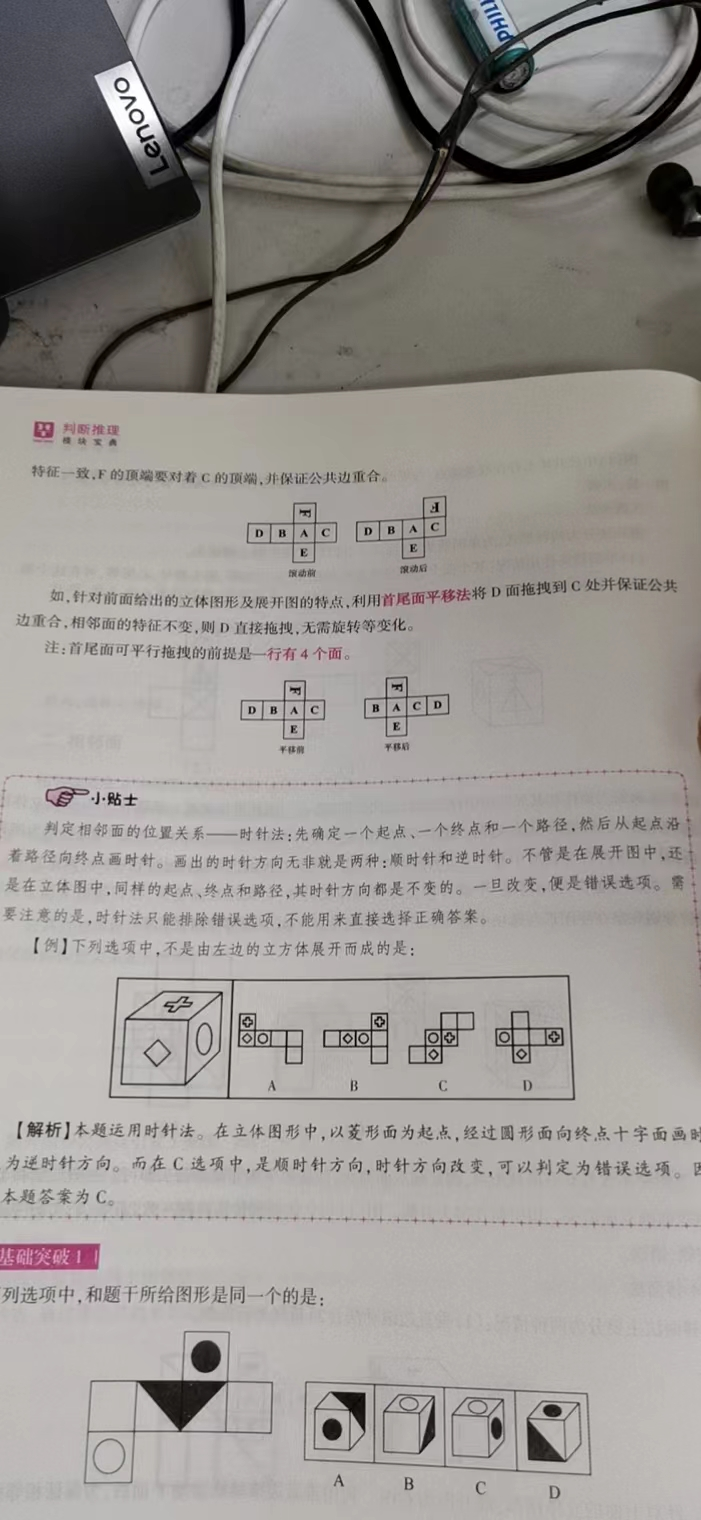 PHILI
Lenovo
判断推理
模块宝典
特征一致,F 的顶端要对着 C 的顶端,并保证公共边重合。
F F
D B A C D B A C
E E
滚动前 滚动后
如,针对前面给出的立体图形及展开图的特点,利用首尾面平移法将 D 面拖拽到 C 处并保证公共
边重合,相邻面的特征不变,则 D 直接拖拽,无需旋转等变化。
注:首尾面可平行拖拽的前提是一行有 4 个面。
F F
D B A C B A C D
E E
平移前 平移后
小贴士
判定相邻面的位置关系——时针法:先确定一个起点、一个终点和一个路径,然后从起点沿
着路径向终点画时针。画出的时针方向无非就是两种:顺时针和逆时针。不管是在展开图中,还
是在立体图中,同样的起点、终点和路径,其时针方向都是不变的。一旦改变,便是错误选项。需
要注意的是,时针法只能排除错误选项,不能用来直接选择正确答案。
【例】下列选项中,不是由左边的立方体展开而成的是:
A B C D
【解析】本题运用时针法。在立体图形中,以菱形面为起点,经过圆形面向终点十字面画时
为逆时针方向。而在 C 选项中,是顺时针方向,时针方向改变,可以判定为错误选项。因
本题答案为 C。
基础突破1
列选项中,和题干所给图形是同一个的是:
A B C D